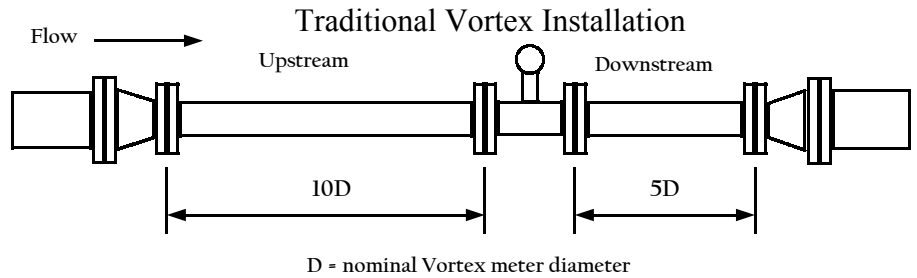 Traditional Vortex Installation
Flow
Upstream
Downstream
10D
5D
D = nominal Vortex meter diameter